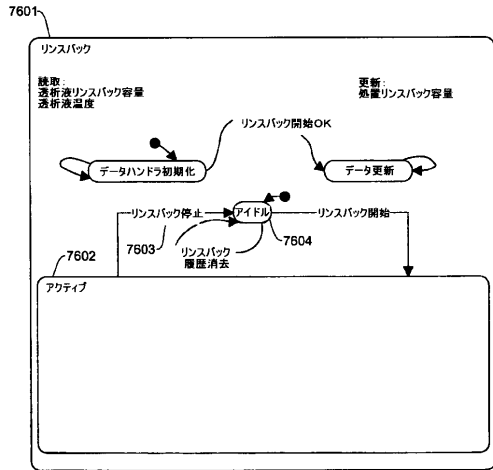 7601
リンスバック
読取:
透析液リンスバック容量
透析液温度
更新:
処置リンスバック容量
リンスバック開始OK
データハンドラ初期化
データ更新
リンスバック停止
アイドル
リンスバック開始
7602
7603
リンスバック
履歴消去
7604
アクティブ